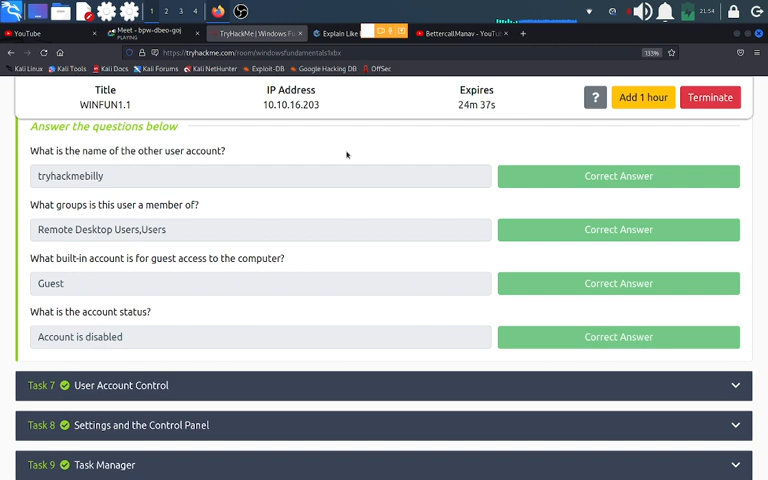 1 2 3 4
21:54
YouTube
Meet - bpw-dbeo-goj
PLAYING
TryHackMe | Windows Fu
Explain Like
BettercallManav - YouTu
https://tryhackme.com/room/windowsfundamentals1xbx
133%
Kali Linux Kali Tools Kali Docs Kali Forums Kali NetHunter Exploit-DB Google Hacking DB OffSec
Title IP Address Expires
WINFUN1.1 10.10.16.203 24m 37s
? Add 1 hour Terminate
Answer the questions below
What is the name of the other user account?
tryhackmebilly Correct Answer
What groups is this user a member of?
Remote Desktop Users,Users Correct Answer
What built-in account is for guest access to the computer?
Guest Correct Answer
What is the account status?
Account is disabled Correct Answer
Task 7 User Account Control
Task 8 Settings and the Control Panel
Task 9 Task Manager